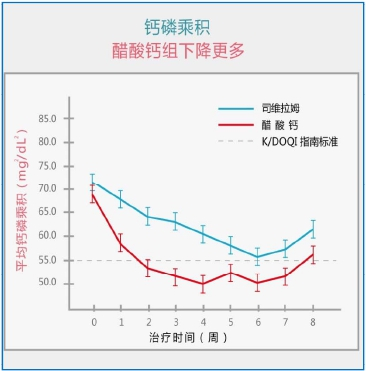 钙磷乘积
醋酸钙组下降更多
平均钙磷乘积（mg²/dL²）
85.0
80.0
75.0
70.0
65.0
60.0
55.0
50.0
司维拉姆
醋 酸 钙
K/DOQI 指南标准
0 1 2 3 4 5 6 7 8
治疗时间（周）